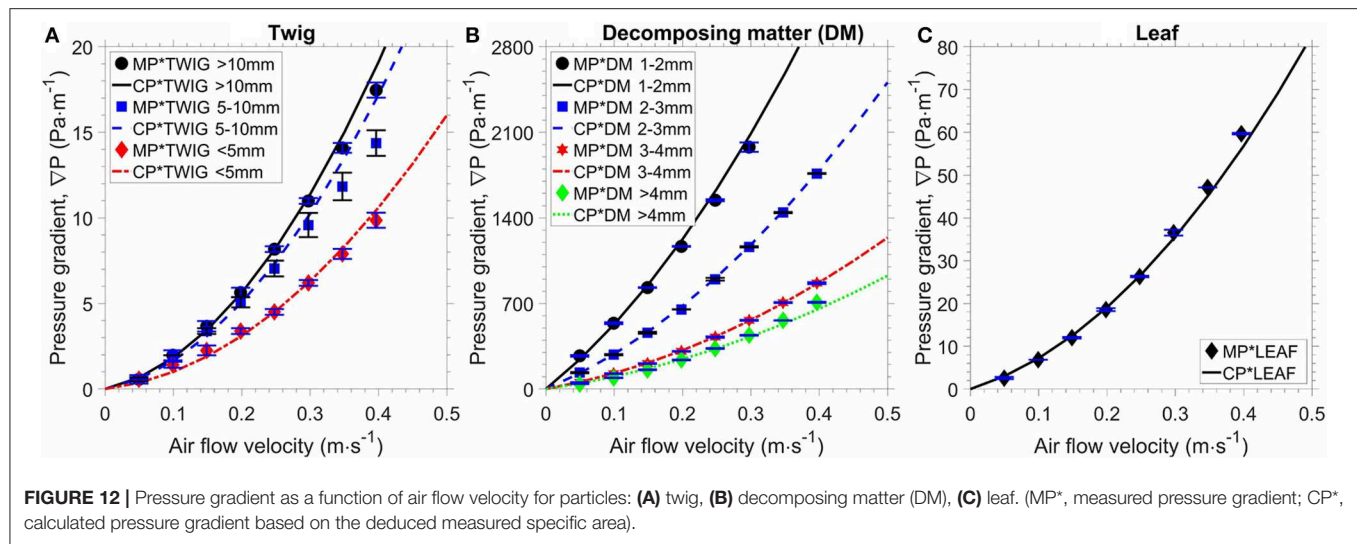 A
Twig
20
15
10
5
0
0
0.1
0.2
0.3
0.4
0.5
Pressure gradient, ∇P (Pa·m⁻¹)
Air flow velocity (m·s⁻¹)
MP*TWIG >10mm
CP*TWIG >10mm
MP*TWIG 5-10mm
CP*TWIG 5-10mm
MP*TWIG <5mm
CP*TWIG <5mm
B
Decomposing matter (DM)
2800
2100
1400
700
0
0
0.1
0.2
0.3
0.4
0.5
Pressure gradient, ∇P (Pa·m⁻¹)
Air flow velocity (m·s⁻¹)
MP*DM 1-2mm
CP*DM 1-2mm
MP*DM 2-3mm
CP*DM 2-3mm
MP*DM 3-4mm
CP*DM 3-4mm
MP*DM >4mm
CP*DM >4mm
C
Leaf
80
70
60
50
40
30
20
10
0
0
0.1
0.2
0.3
0.4
0.5
Pressure gradient, ∇P (Pa·m⁻¹)
Air flow velocity (m·s⁻¹)
MP*LEAF
CP*LEAF
FIGURE 12 | Pressure gradient as a function of air flow velocity for particles: (A) twig, (B) decomposing matter (DM), (C) leaf. (MP*, measured pressure gradient; CP*,
calculated pressure gradient based on the deduced measured specific area).